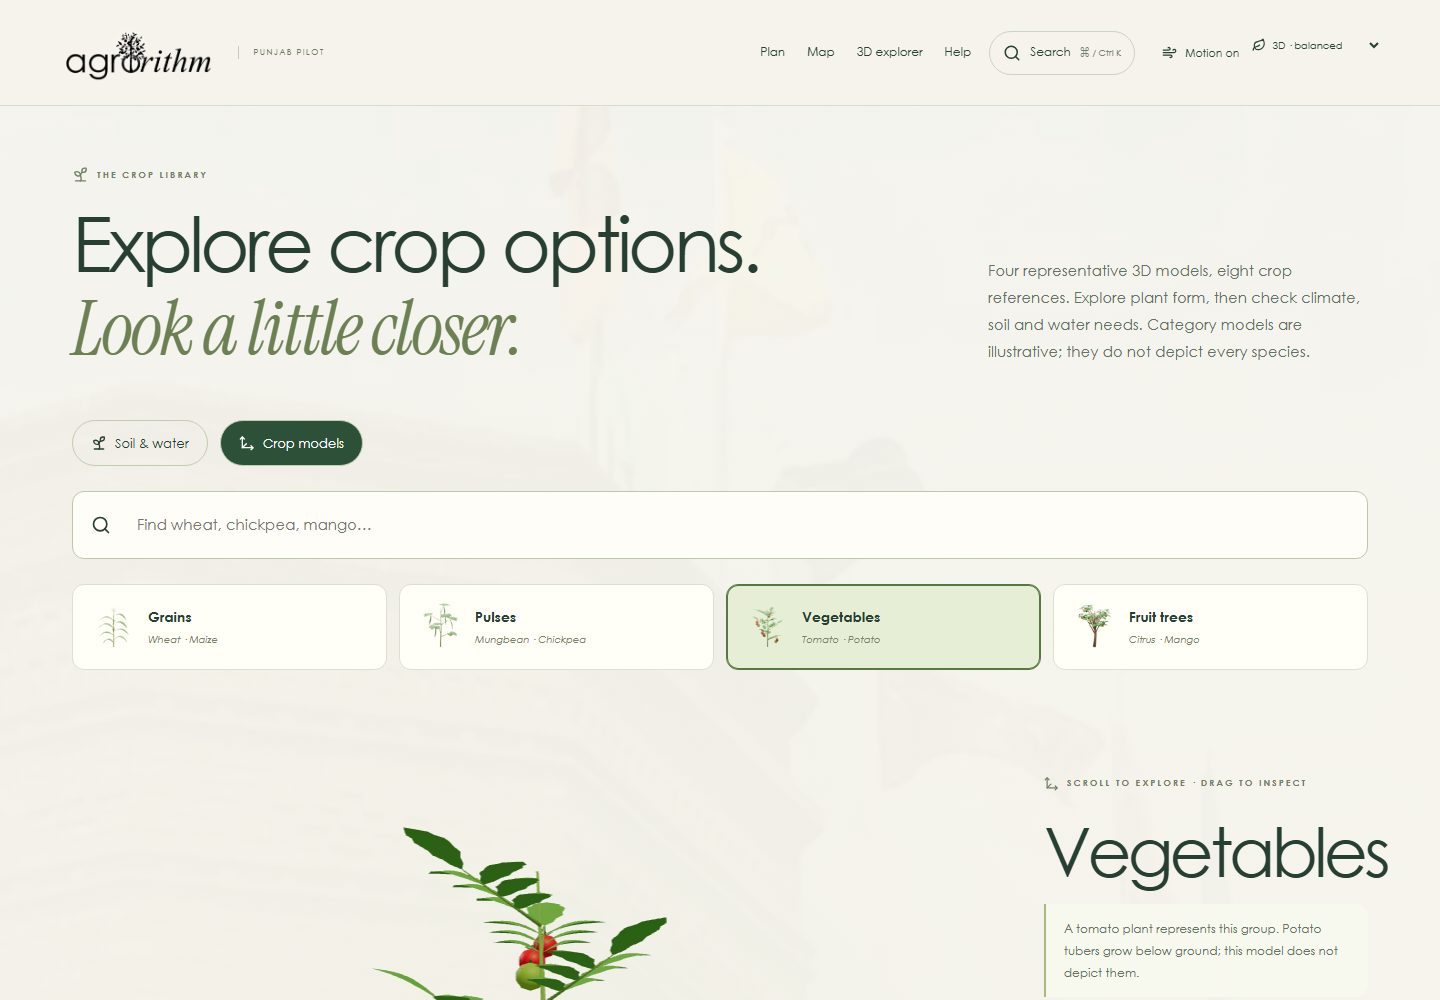 agrorithm
PUNJAB PILOT
Plan
Map
3D explorer
Help
Search ⌘ / Ctrl K
Motion on
3D · balanced
THE CROP LIBRARY
Explore crop options.
Look a little closer.
Four representative 3D models, eight crop
references. Explore plant form, then check climate,
soil and water needs. Category models are
illustrative; they do not depict every species.
Soil & water
Crop models
Find wheat, chickpea, mango...
Grains
Wheat · Maize
Pulses
Mungbean · Chickpea
Vegetables
Tomato · Potato
Fruit trees
Citrus · Mango
SCROLL TO EXPLORE · DRAG TO INSPECT
Vegetables
A tomato plant represents this group. Potato
tubers grow below ground; this model does not
depict them.